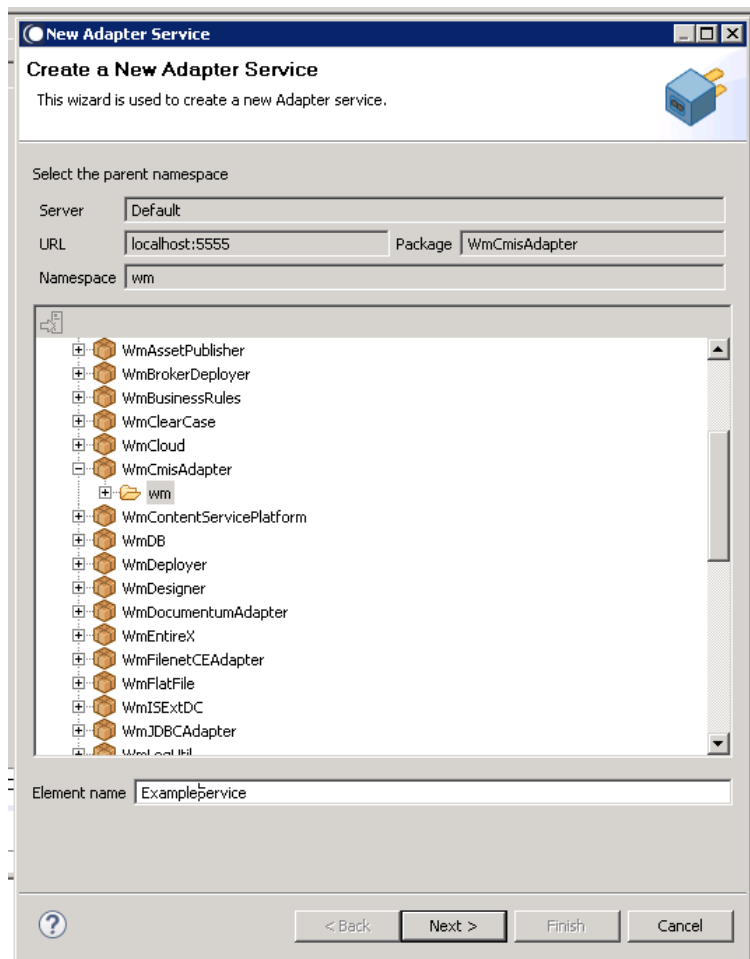 New Adapter Service
Create a New Adapter Service
This wizard is used to create a new Adapter service.
Select the parent namespace
Server Default
URL localhost:5555 Package WmCmisAdapter
Namespace wm
WmAssetPublisher
WmBrokerDeployer
WmBusinessRules
WmClearCase
WmCloud
WmCmisAdapter
wm
WmContentServicePlatform
WmDB
WmDeployer
WmDesigner
WmDocumentumAdapter
WmEntireX
WmFilenetCEAdapter
WmFlatFile
WmISExtDC
WmJDBCAdapter
WmLogUtil
Element name ExampleService
? < Back Next > Finish Cancel